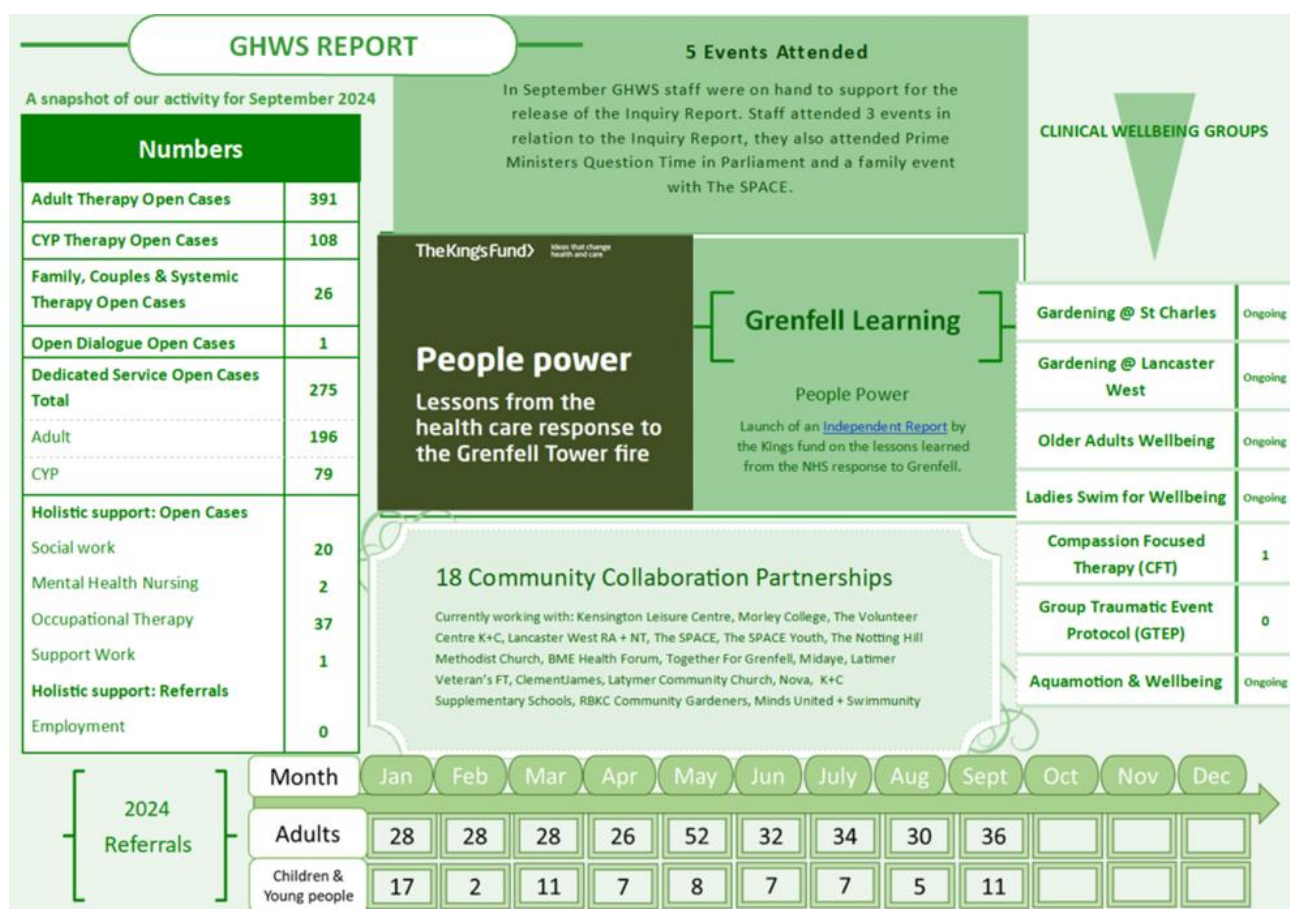 GHWS REPORT
A snapshot of our activity for September 2024
Numbers
Adult Therapy Open Cases 391
CYP Therapy Open Cases 108
Family, Couples & Systemic
Therapy Open Cases 26
Open Dialogue Open Cases 1
Dedicated Service Open Cases
Total 275
Adult 196
CYP 79
Holistic support: Open Cases
Social work 20
Mental Health Nursing 2
Occupational Therapy 37
Support Work 1
Holistic support: Referrals
Employment 0
5 Events Attended
In September GHWS staff were on hand to support for the
release of the Inquiry Report. Staff attended 3 events in
relation to the Inquiry Report, they also attended Prime
Ministers Question Time in Parliament and a family event
with The SPACE.
TheKingsFund> Ideas that change
health and care
People power
Lessons from the
health care response to
the Grenfell Tower fire
Grenfell Learning
People Power
Launch of an Independent Report by
the Kings fund on the lessons learned
from the NHS response to Grenfell.
18 Community Collaboration Partnerships
Currently working with: Kensington Leisure Centre, Morley College, The Volunteer
Centre K+C, Lancaster West RA + NT, The SPACE, The SPACE Youth, The Notting Hill
Methodist Church, BME Health Forum, Together For Grenfell, Midaye, Latimer
Veteran's FT, ClementJames, Latymer Community Church, Nova, K+C
Supplementary Schools, RBKC Community Gardeners, Minds United + Swimmunity
CLINICAL WELLBEING GROUPS
Gardening @ St Charles Ongoing
Gardening @ Lancaster
West Ongoing
Older Adults Wellbeing Ongoing
Ladies Swim for Wellbeing Ongoing
Compassion Focused
Therapy (CFT) 1
Group Traumatic Event
Protocol (GTEP) 0
Aquamotion & Wellbeing Ongoing
2024
Referrals
Month Jan Feb Mar Apr May Jun July Aug Sept Oct Nov Dec
Adults 28 28 28 26 52 32 34 30 36
Children &
Young people 17 2 11 7 8 7 7 5 11